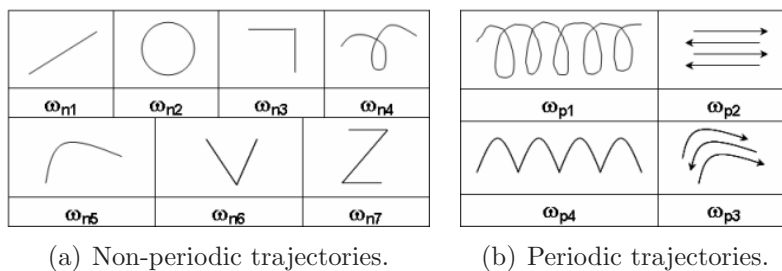 ωn1 ωn2 ωn3 ωn4
ωn5 ωn6 ωn7
(a) Non-periodic trajectories.
ωp1 ωp2
ωp4 ωp3
(b) Periodic trajectories.